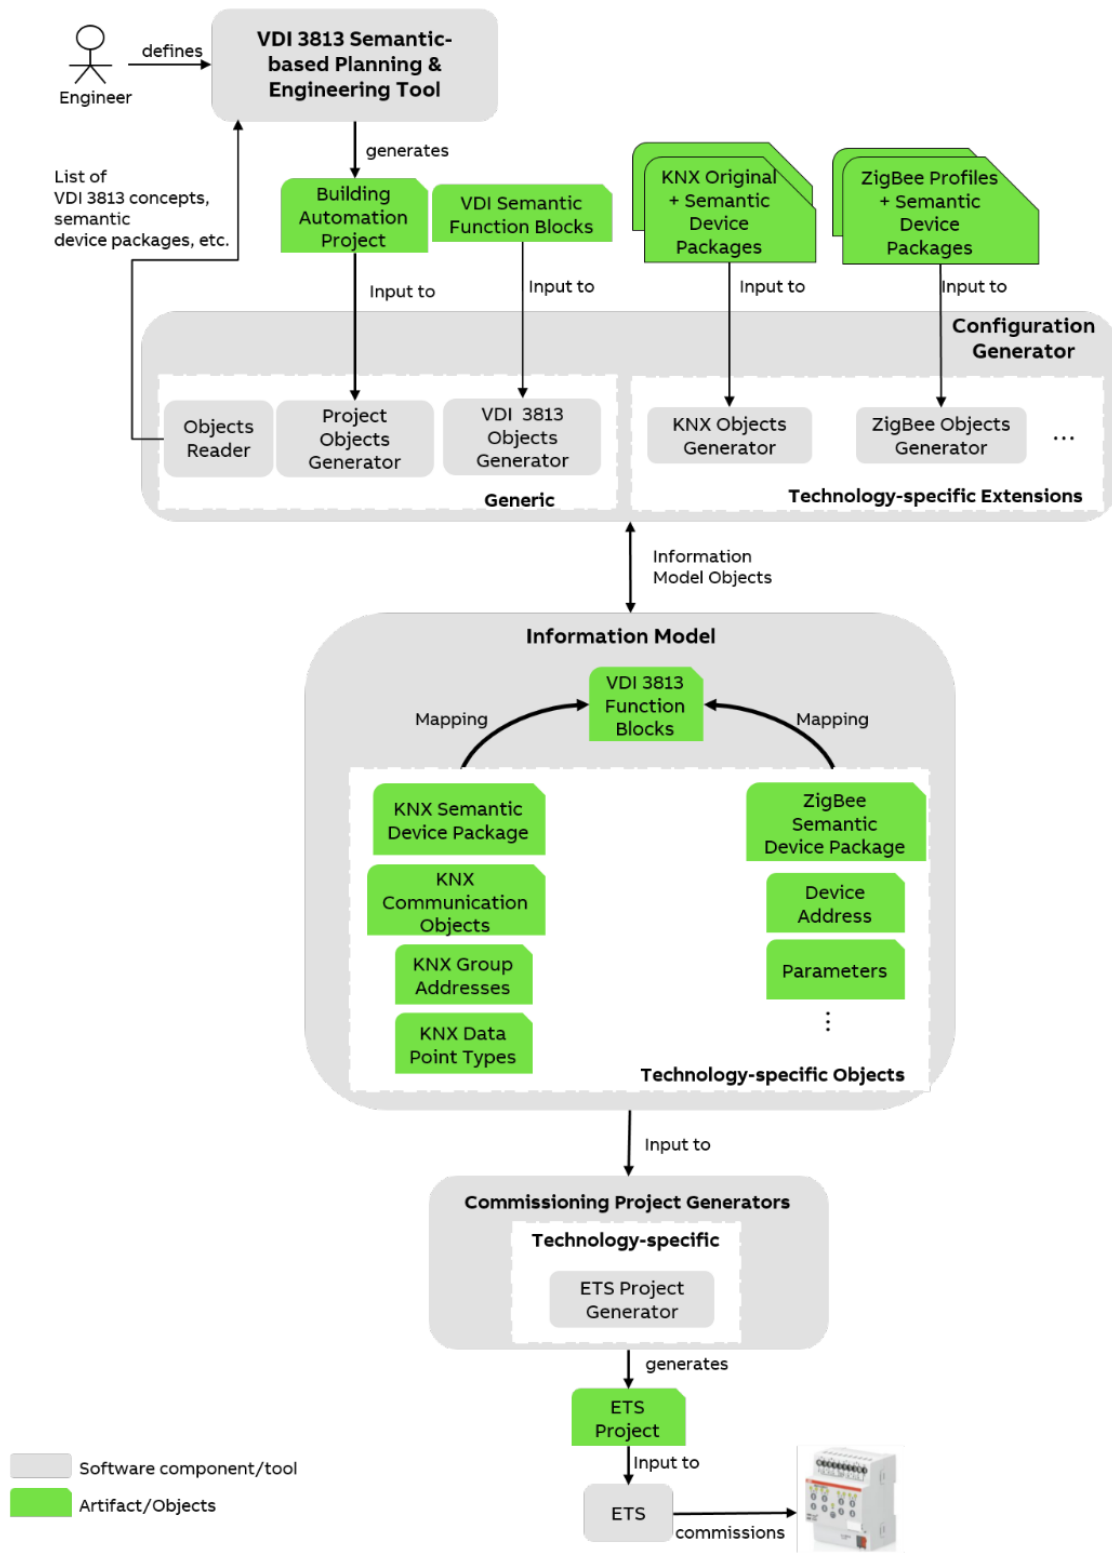 VDI 3813 Semantic-
based Planning &
Engineering Tool
defines
Engineer
generates
List of
VDI 3813 concepts,
semantic
device packages, etc.
Building
Automation
Project
VDI Semantic
Function Blocks
KNX Original
+ Semantic
Device
Packages
ZigBee Profiles
+ Semantic
Device
Packages
Input to
Input to
Input to
Input to
Configuration
Generator
Objects
Reader
Project
Objects
Generator
VDI 3813
Objects
Generator
KNX Objects
Generator
ZigBee Objects
Generator
...
Generic
Technology-specific Extensions
Information
Model Objects
Information Model
VDI 3813
Function
Blocks
Mapping
Mapping
KNX Semantic
Device Package
KNX
Communication
Objects
KNX Group
Addresses
KNX Data
Point Types
ZigBee
Semantic
Device Package
Device
Address
Parameters
⋮
Technology-specific Objects
Input to
Commissioning Project Generators
Technology-specific
ETS Project
Generator
generates
ETS
Project
Input to
ETS
commissions
Software component/tool
Artifact/Objects